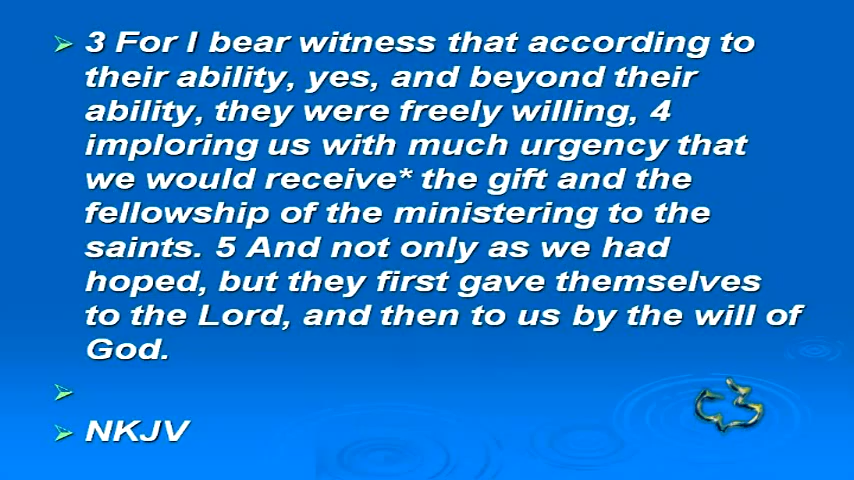 3 For I bear witness that according to
their ability, yes, and beyond their
ability, they were freely willing, 4
imploring us with much urgency that
we would receive* the gift and the
fellowship of the ministering to the
saints. 5 And not only as we had
hoped, but they first gave themselves
to the Lord, and then to us by the will of
God.
NKJV